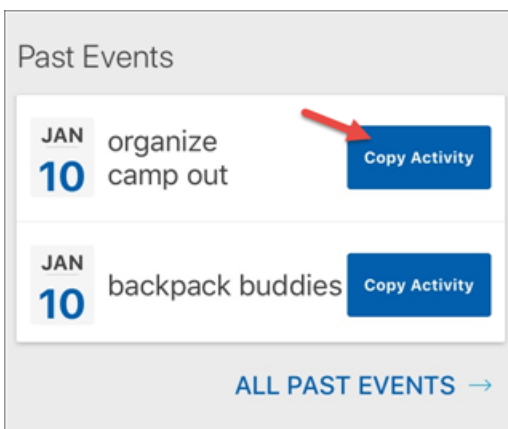 Past Events
JAN
10
organize
camp out
Copy Activity
JAN
10
backpack buddies
Copy Activity
ALL PAST EVENTS →